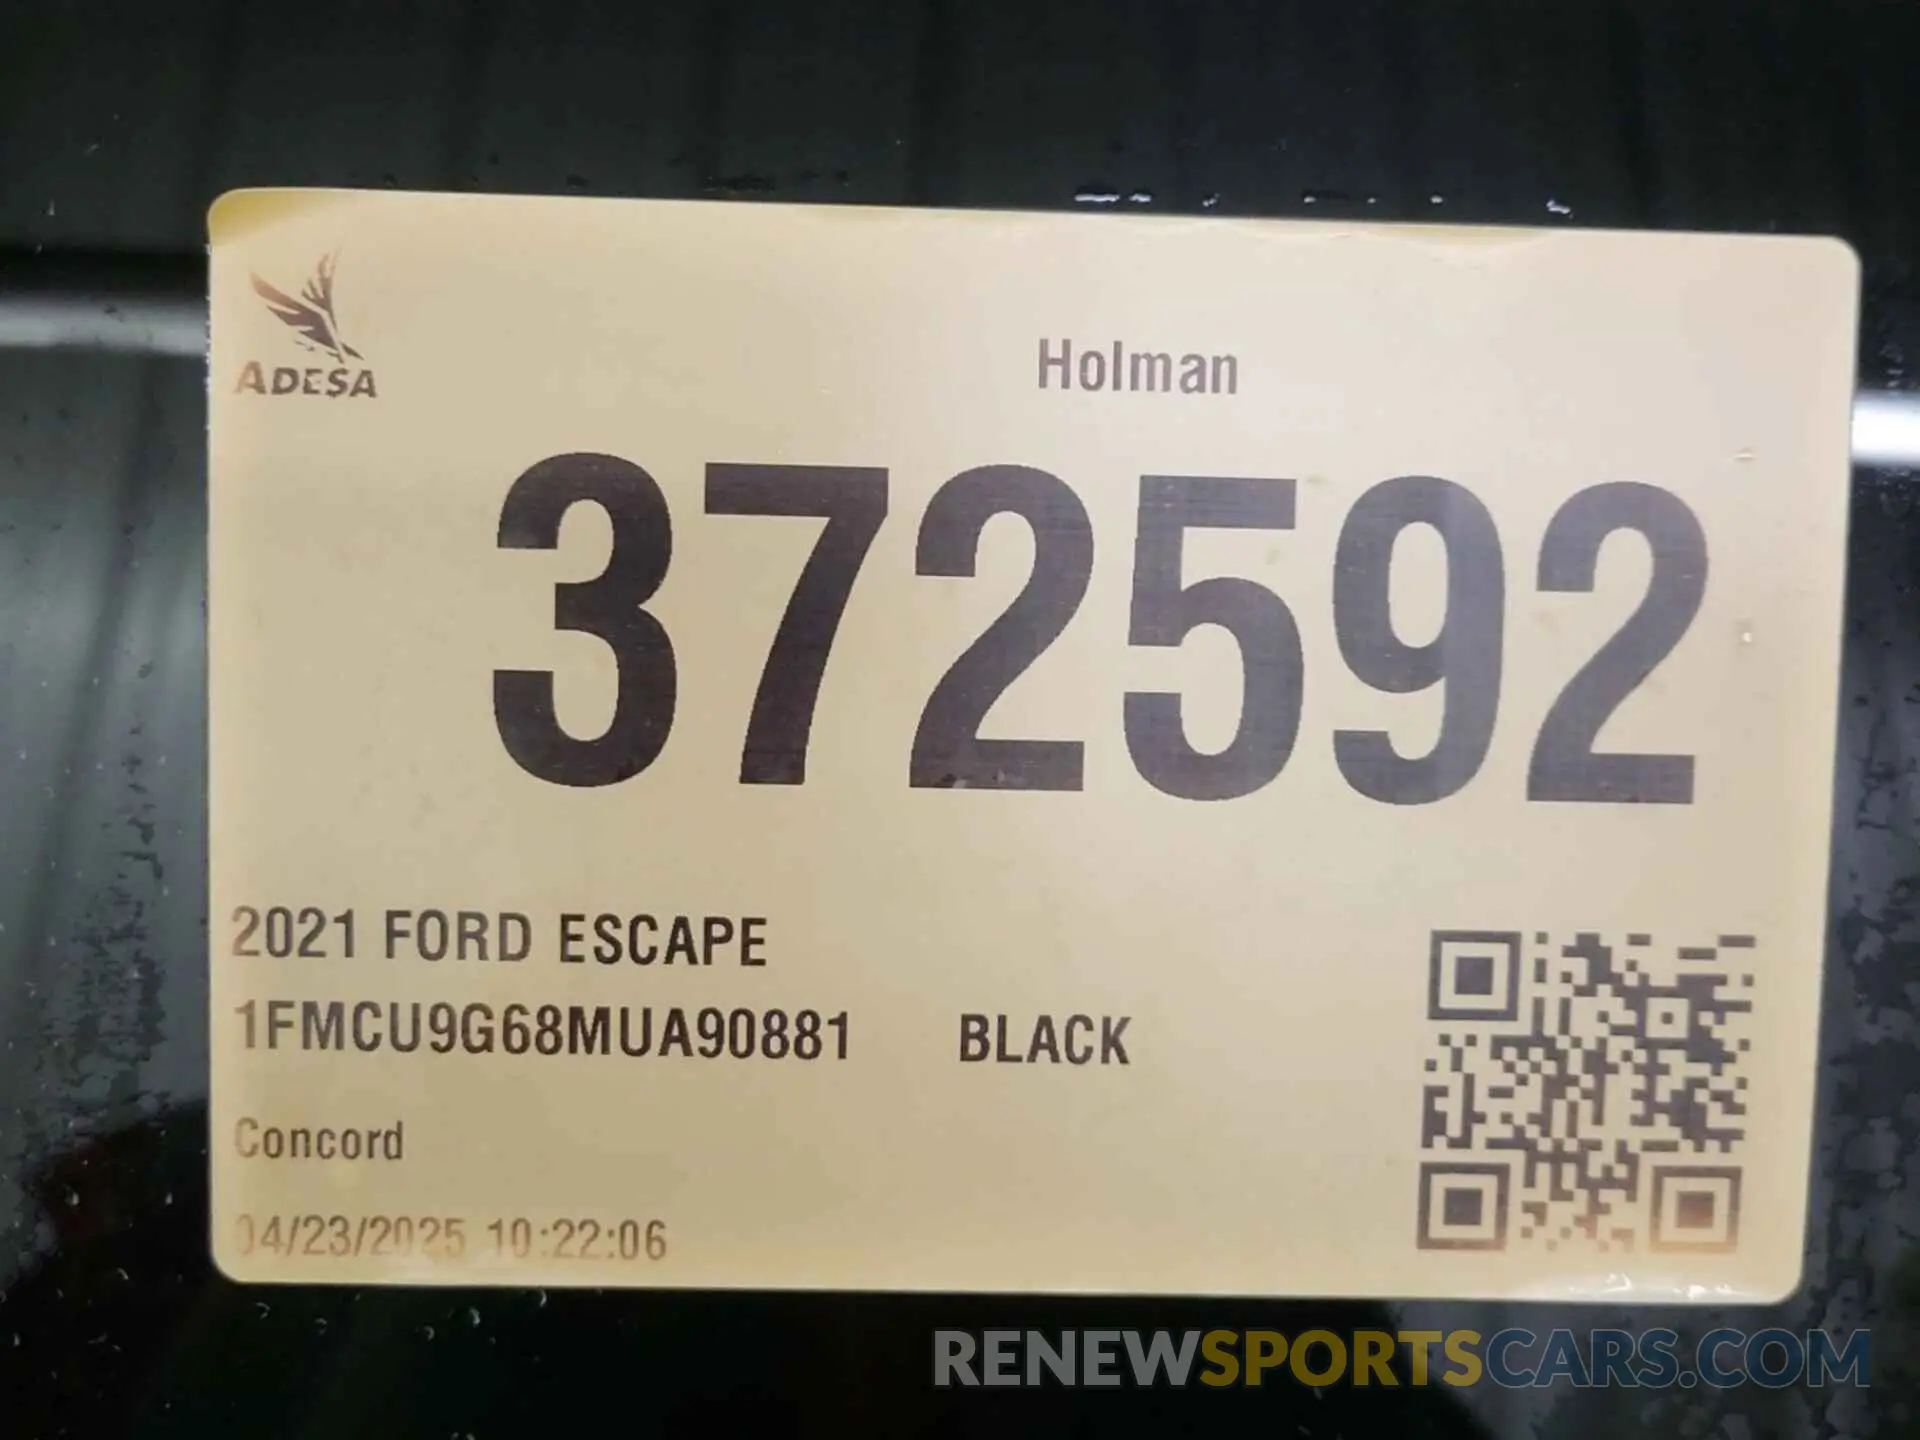 ADESA
Holman
372592
2021 FORD ESCAPE
1FMCU9G68MUA90881 BLACK
Concord
04/23/2025 10:22:06
RENEWSPORTSCARS.COM